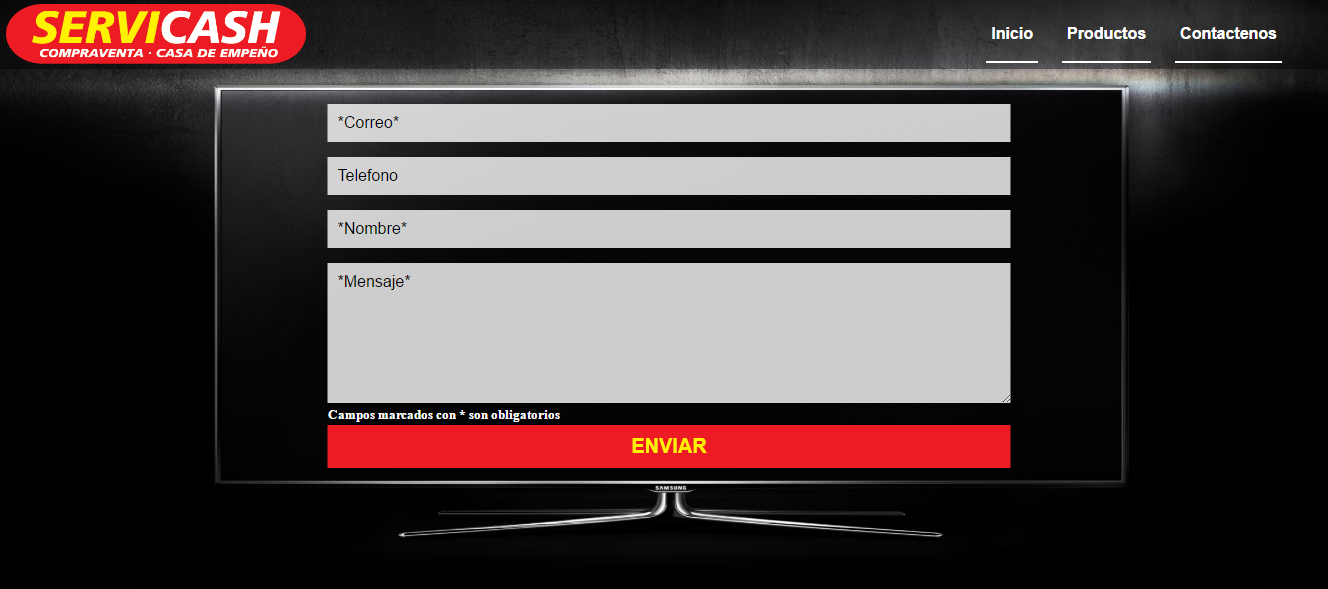 SERVICASH
COMPRAVENTA · CASA DE EMPEÑO
Inicio Productos Contactenos
*Correo*
Telefono
*Nombre*
*Mensaje*
Campos marcados con * son obligatorios
ENVIAR
SAMSUNG